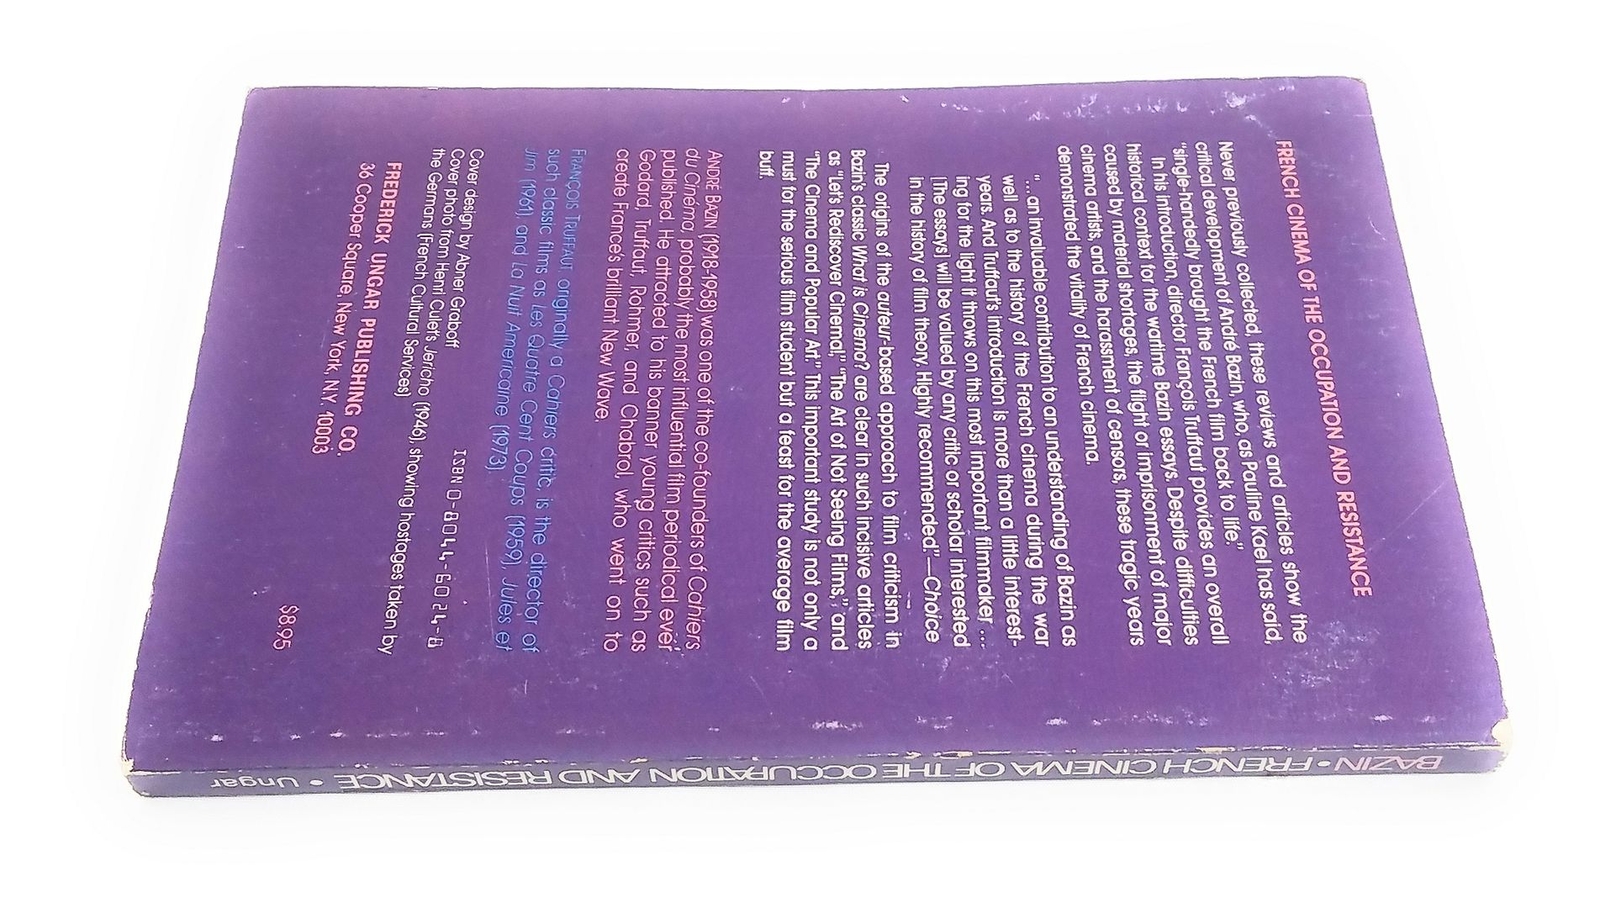 FRENCH CINEMA OF THE OCCUPATION AND RESISTANCE
Never previously collected, these reviews and articles show the
critical development of André Bazin, who, as Pauline Kael has said,
"single-handedly brought the French film back to life."
In his introduction, director François Truffaut provides an overall
historical context for the wartime Bazin essays. Despite difficulties
caused by material shortages, the flight or imprisonment of major
cinema artists, and the harassment of censors, these tragic years
demonstrated the vitality of French cinema.
"...an invaluable contribution to an understanding of Bazin as
well as to the history of the French cinema during the war
years. And Truffaut's introduction is more than a little interest-
ing for the light it throws on this most important filmmaker ...
[The essays] will be valued by any critic or scholar interested
in the history of film theory. Highly recommended."—Choice
The origins of the auteur-based approach to film criticism in
Bazin's classic What is Cinema? are clear in such incisive articles
as "Let's Rediscover Cinema!," "The Art of Not Seeing Films," and
"The Cinema and Popular Art." This important study is not only a
must for the serious film student but a feast for the average film
buff.
ANDRÉ BAZIN (1918-1958) was one of the co-founders of Cahiers
du Cinema, probably the most influential film periodical ever
published. He attracted to his banner young critics such as
Godard, Truffaut, Rohmer, and Chabrol, who went on to
create France's brilliant New Wave.
FRANÇOIS TRUFFAUT, originally a Cahiers critic, is the director of
such classic films as Les Quatre Cent Coups (1959), Jules et
Jim (1961), and La Nuit Americaine (1973).
Cover design by Abner Graboff
Cover photo from Henri Culet's Jericho (1946), showing hostages taken by
the Germans (French Cultural Services)
ISBN 0-8044-6024-8
FREDERICK UNGAR PUBLISHING CO.
36 Cooper Square, New York, N.Y. 10003
$8.95
BAZIN • FRENCH CINEMA OF THE OCCUPATION AND RESISTANCE • Ungar